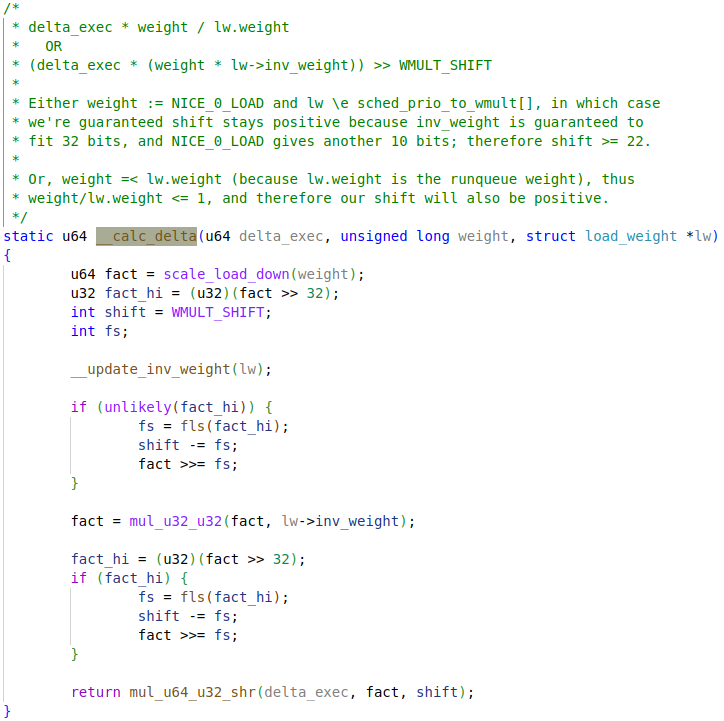 /*
 * delta_exec * weight / lw.weight
 *   OR
 * (delta_exec * (weight * lw->inv_weight)) >> WMULT_SHIFT
 *
 * Either weight := NICE_0_LOAD and lw \e sched_prio_to_wmult[], in which case
 * we're guaranteed shift stays positive because inv_weight is guaranteed to
 * fit 32 bits, and NICE_0_LOAD gives another 10 bits; therefore shift >= 22.
 *
 * Or, weight =< lw.weight (because lw.weight is the runqueue weight), thus
 * weight/lw.weight <= 1, and therefore our shift will also be positive.
 */
static u64 __calc_delta(u64 delta_exec, unsigned long weight, struct load_weight *lw)
{
        u64 fact = scale_load_down(weight);
        u32 fact_hi = (u32)(fact >> 32);
        int shift = WMULT_SHIFT;
        int fs;

        __update_inv_weight(lw);

        if (unlikely(fact_hi)) {
                fs = fls(fact_hi);
                shift -= fs;
                fact >>= fs;
        }

        fact = mul_u32_u32(fact, lw->inv_weight);

        fact_hi = (u32)(fact >> 32);
        if (fact_hi) {
                fs = fls(fact_hi);
                shift -= fs;
                fact >>= fs;
        }

        return mul_u64_u32_shr(delta_exec, fact, shift);
}